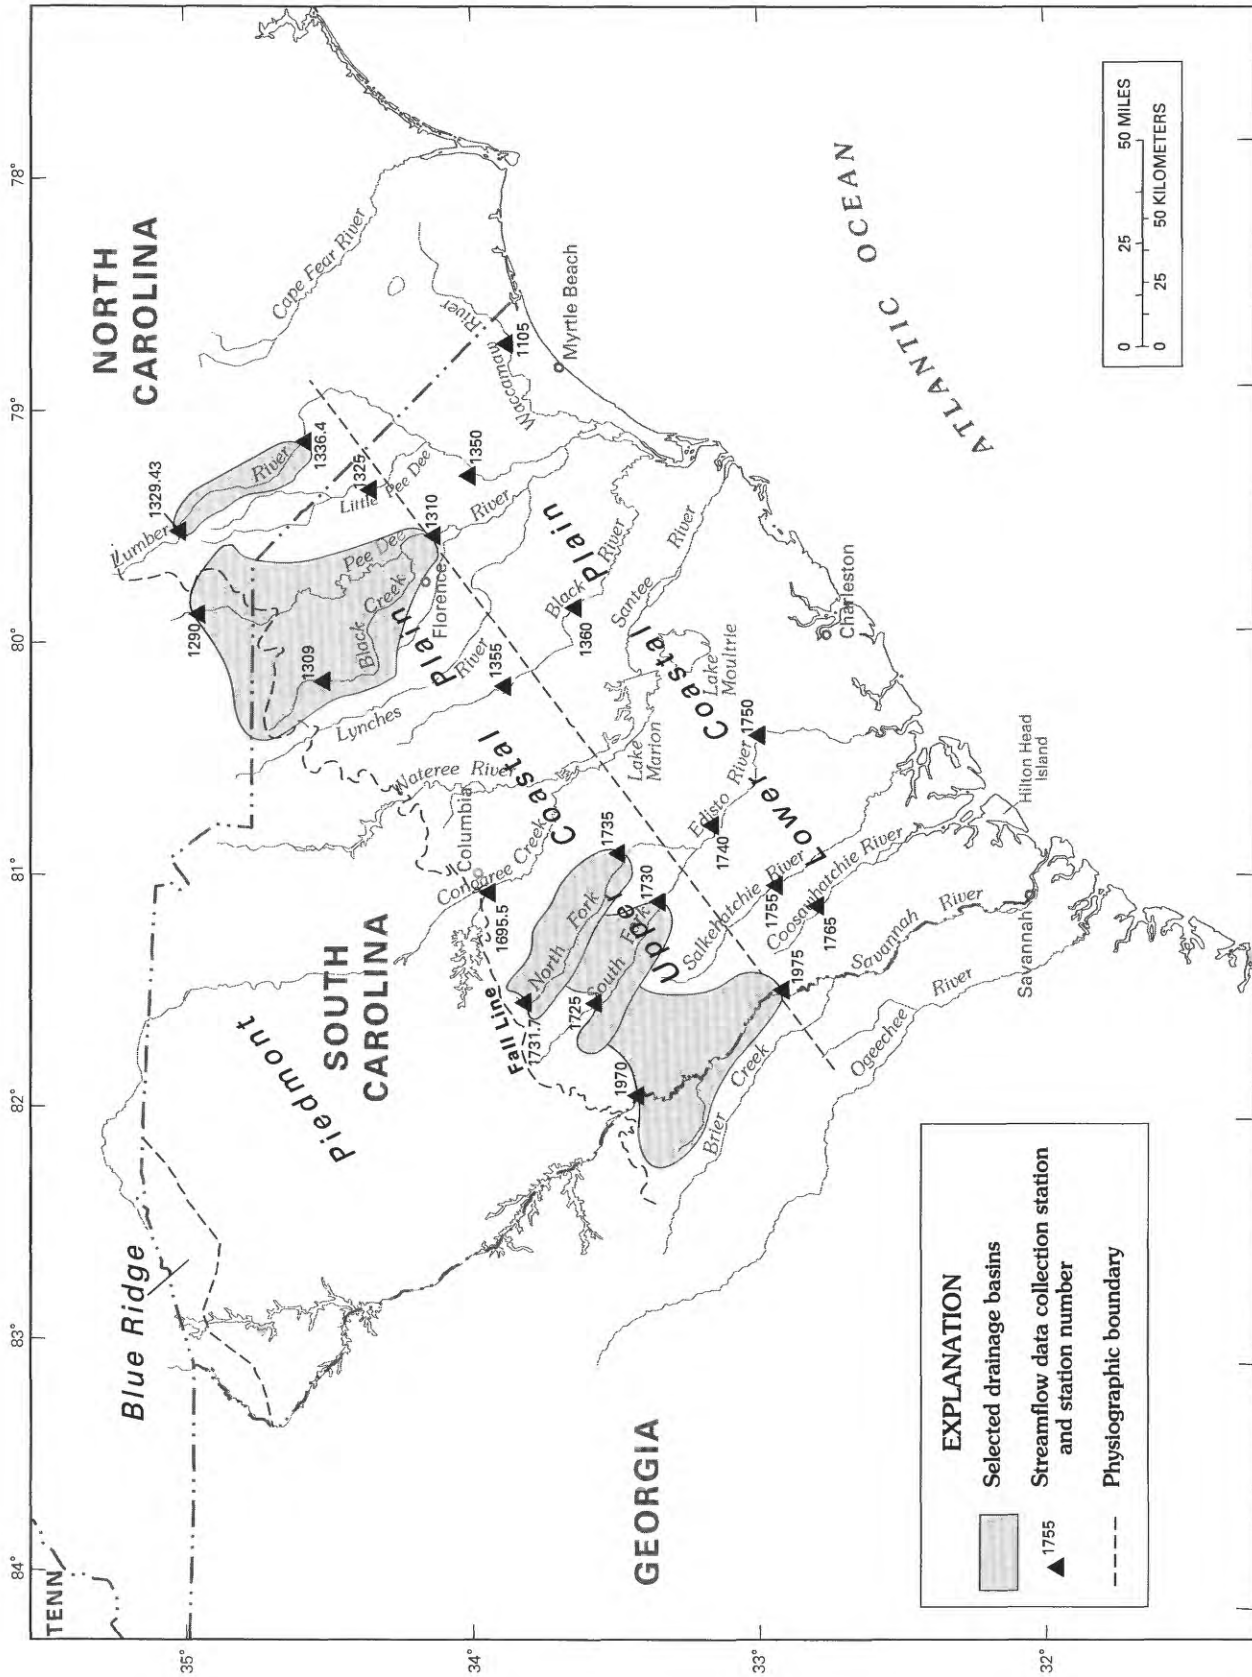 84°
83°
82°
81°
80°
79°
78°
35°
34°
33°
32°
TENN
NORTH
CAROLINA
Blue Ridge
Piedmont
SOUTH
CAROLINA
GEORGIA
Fall Line
Upper
Coastal
Plain
Lower
Coastal
Plain
ATLANTIC OCEAN
Cape Fear River
Waccamaw River
Lumber
River
Little Pee Dee
Pee Dee
River
Black
Creek
Lynches
River
Black
River
Santee
River
Wateree River
Congaree Creek
Lake
Marion
Lake
Moultrie
North
Fork
South
Fork
Edisto
River
Salkehatchie River
Coosawhatchie River
Savannah
River
Brier
Creek
Ogeechee
River
Columbia
Florence
Myrtle Beach
Charleston
Savannah
Hilton Head
Island
1329.43
1336.4
1325
1350
1105
1290
1309
1310
1355
1360
1695.5
1731.7
1735
1725
1730
1740
1750
1755
1765
1970
1975
EXPLANATION
Selected drainage basins
1755
Streamflow data collection station
and station number
Physiographic boundary
0 25 50 MILES
0 25 50 KILOMETERS